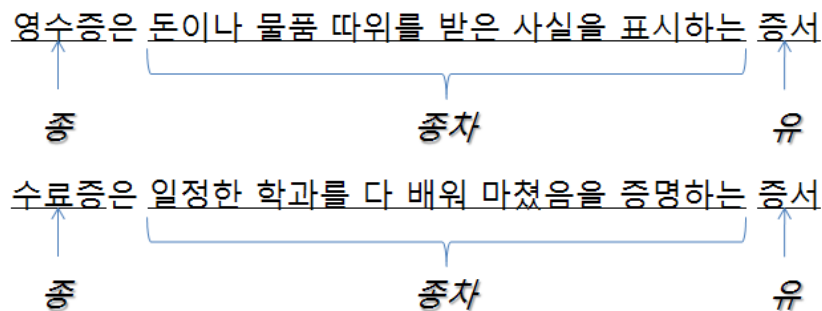 영수증은 돈이나 물품 따위를 받은 사실을 표시하는 증서
종 종차 유
수료증은 일정한 학과를 다 배워 마쳤음을 증명하는 증서
종 종차 유